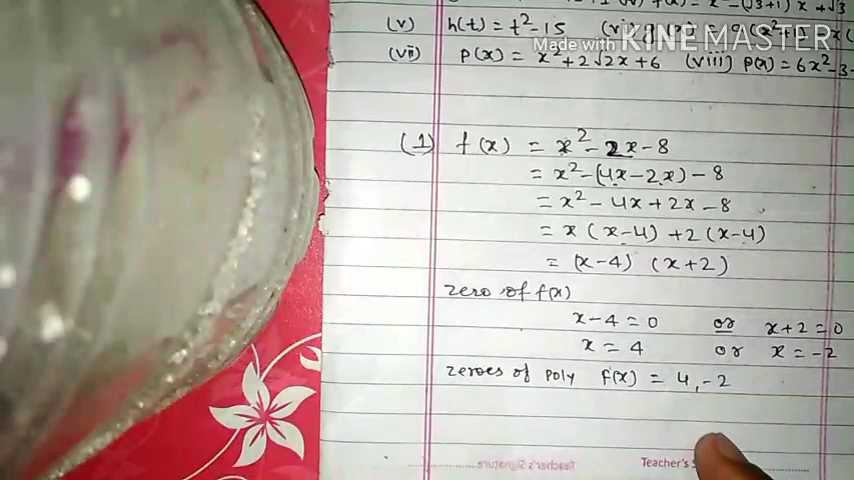 (v) h(t) = t²-15 (vi)
(vii) p(x) = x²+2√2x+6 (viii) p(x) = 6x²-3-
Made with KINEMASTER
(1) f(x) = x²-2x-8
= x²-(4x-2x)-8
= x²-4x+2x-8
= x(x-4)+2(x-4)
= (x-4) (x+2)
zero of f(x)
x-4=0 or x+2=0
x=4 or x=-2
zeroes of poly f(x) = 4,-2
Teacher's